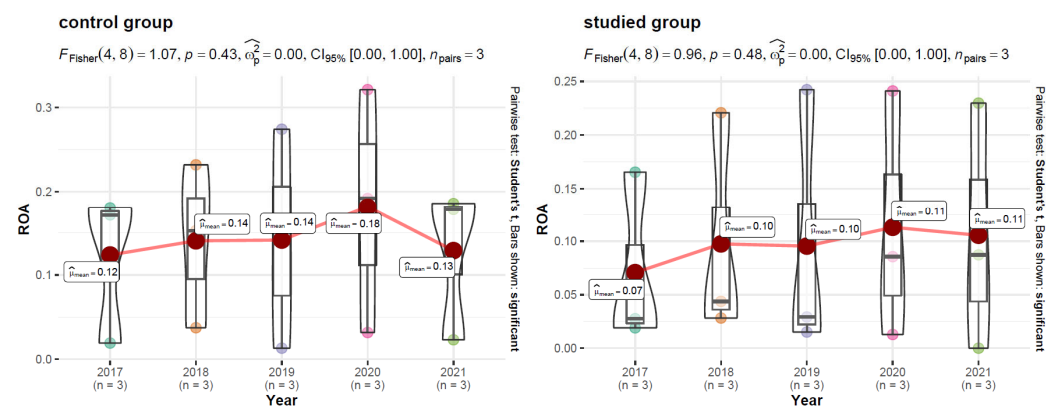 control group
F Fisher(4, 8) = 1.07, p = 0.43, ω̂²p = 0.00, CI95% [0.00, 1.00], npairs = 3
ROA
0.3
0.2
0.1
0.0
μ̂mean = 0.12
μ̂mean = 0.14
μ̂mean = 0.14
μ̂mean = 0.18
μ̂mean = 0.13
2017 2018 2019 2020 2021
(n = 3) (n = 3) (n = 3) (n = 3) (n = 3)
Year
Pairwise test: Student's t, Bars shown: significant
studied group
F Fisher(4, 8) = 0.96, p = 0.48, ω̂²p = 0.00, CI95% [0.00, 1.00], npairs = 3
ROA
0.25
0.20
0.15
0.10
0.05
0.00
μ̂mean = 0.07
μ̂mean = 0.10
μ̂mean = 0.10
μ̂mean = 0.11
μ̂mean = 0.11
2017 2018 2019 2020 2021
(n = 3) (n = 3) (n = 3) (n = 3) (n = 3)
Year
Pairwise test: Student's t, Bars shown: significant